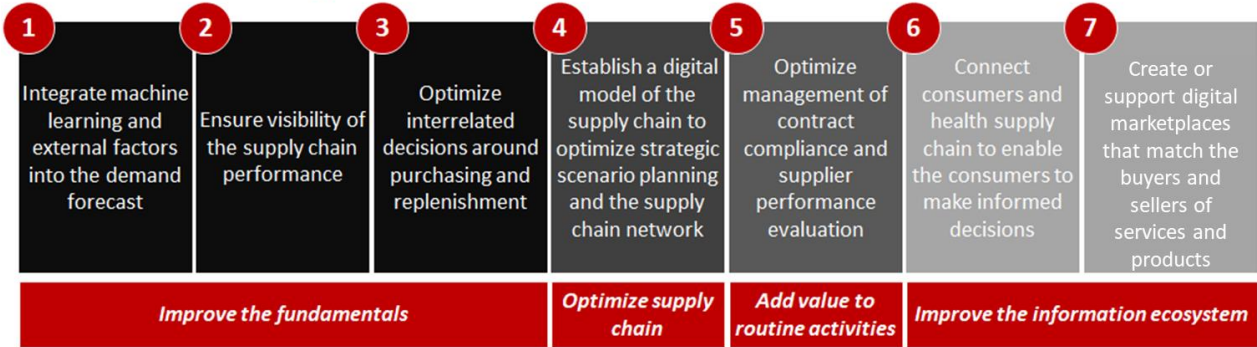 1
Integrate machine
learning and
external factors
into the demand
forecast
2
Ensure visibility of
the supply chain
performance
3
Optimize
interrelated
decisions around
purchasing and
replenishment
4
Establish a digital
model of the
supply chain to
optimize strategic
scenario planning
and the supply
chain network
5
Optimize
management of
contract
compliance and
supplier
performance
evaluation
6
Connect
consumers and
health supply
chain to enable
the consumers to
make informed
decisions
7
Create or
support digital
marketplaces
that match the
buyers and
sellers of
services and
products
Improve the fundamentals
Optimize supply
chain
Add value to
routine activities
Improve the information ecosystem